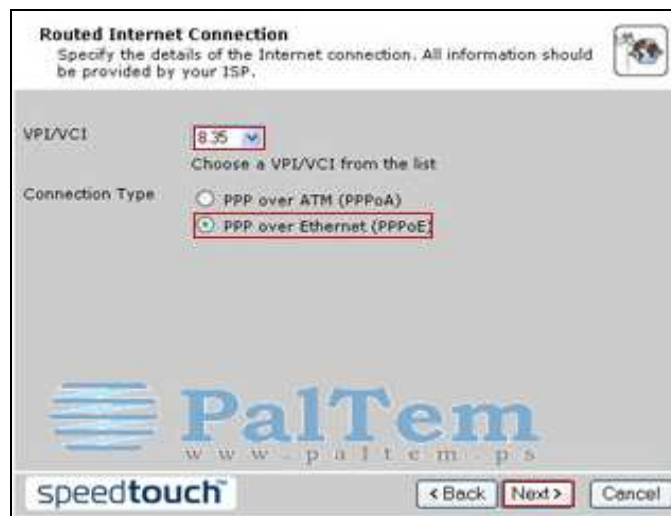 Routed Internet Connection
Specify the details of the Internet connection. All information should
be provided by your ISP.
VPI/VCI
8.35
Choose a VPI/VCI from the list
Connection Type
PPP over ATM (PPPoA)
PPP over Ethernet (PPPoE)
PalTem
www.paltem.ps
speedtouch™
< Back
Next >
Cancel